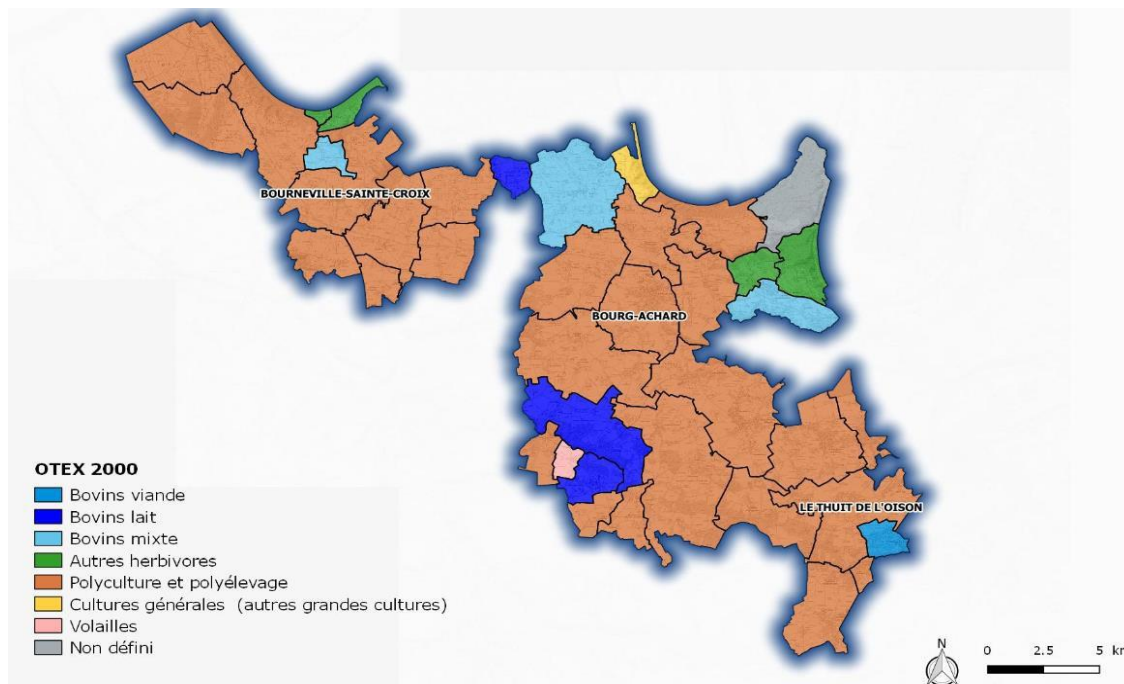 BOURNEVILLE-SAINTE-CROIX
BOURG-ACHARD
LE THUIT DE L'OISON
OTEX 2000
Bovins viande
Bovins lait
Bovins mixte
Autres herbivores
Polyculture et polyélevage
Cultures générales (autres grandes cultures)
Volailles
Non défini
N
0 2.5 5 km